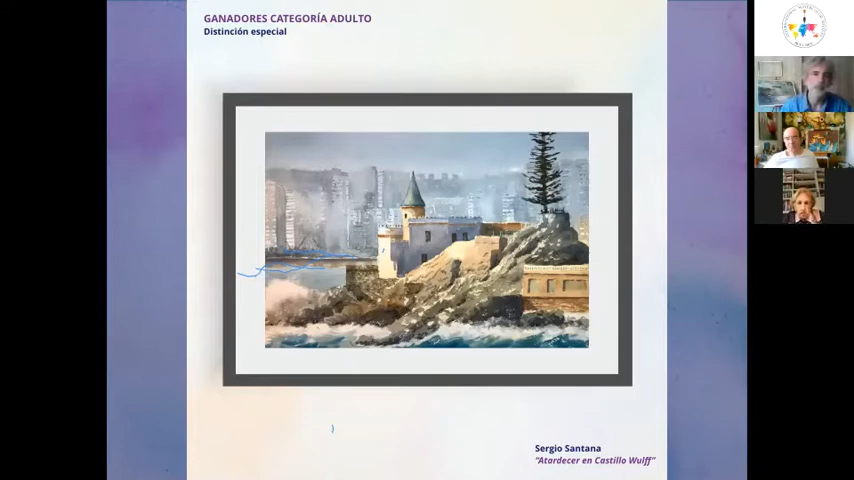 GANADORES CATEGORÍA ADULTO
Distinción especial
Sergio Santana
"Atardecer en Castillo Wulff"